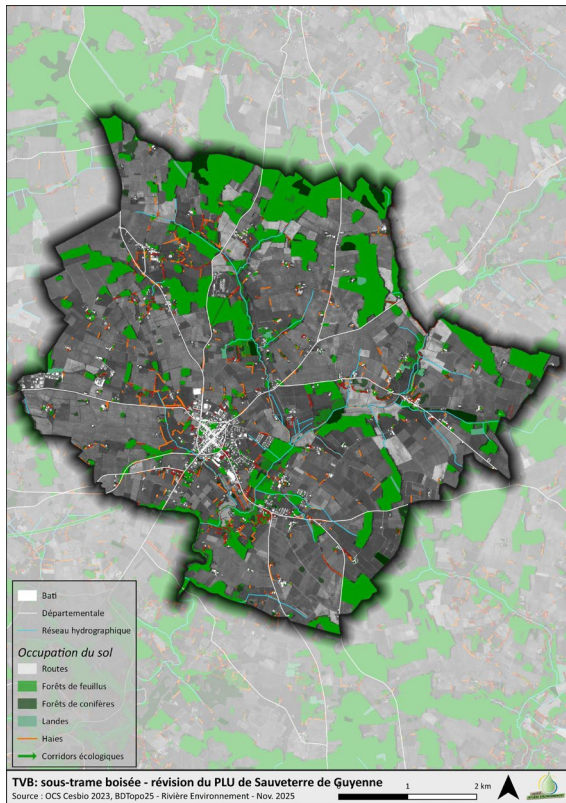 Bati
Départementale
Réseau hydrographique
Occupation du sol
Routes
Forêts de feuillus
Forêts de conifères
Landes
Haies
Corridors écologiques
TVB: sous-trame boisée - révision du PLU de Sauveterre de Guyenne
Source : OCS Cesbio 2023, BDTopo25 - Rivière Environnement - Nov. 2025
1
2 km